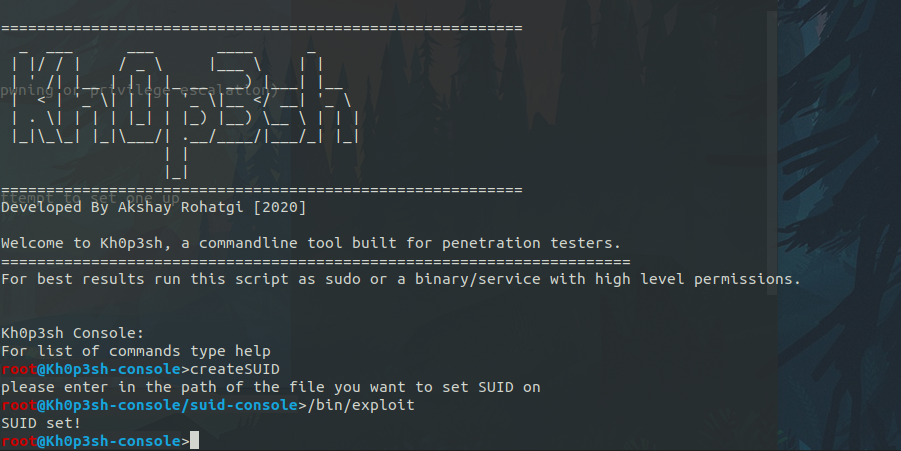 ============================================================
Kh0p3sh
pwning or privilege escalation)
============================================================
ttempt to set one up
Developed By Akshay Rohatgi [2020]
Welcome to Kh0p3sh, a commandline tool built for penetration testers.
======================================================================
For best results run this script as sudo or a binary/service with high level permissions.
Kh0p3sh Console:
For list of commands type help
root@Kh0p3sh-console>createSUID
please enter in the path of the file you want to set SUID on
root@Kh0p3sh-console/suid-console>/bin/exploit
SUID set!
root@Kh0p3sh-console>